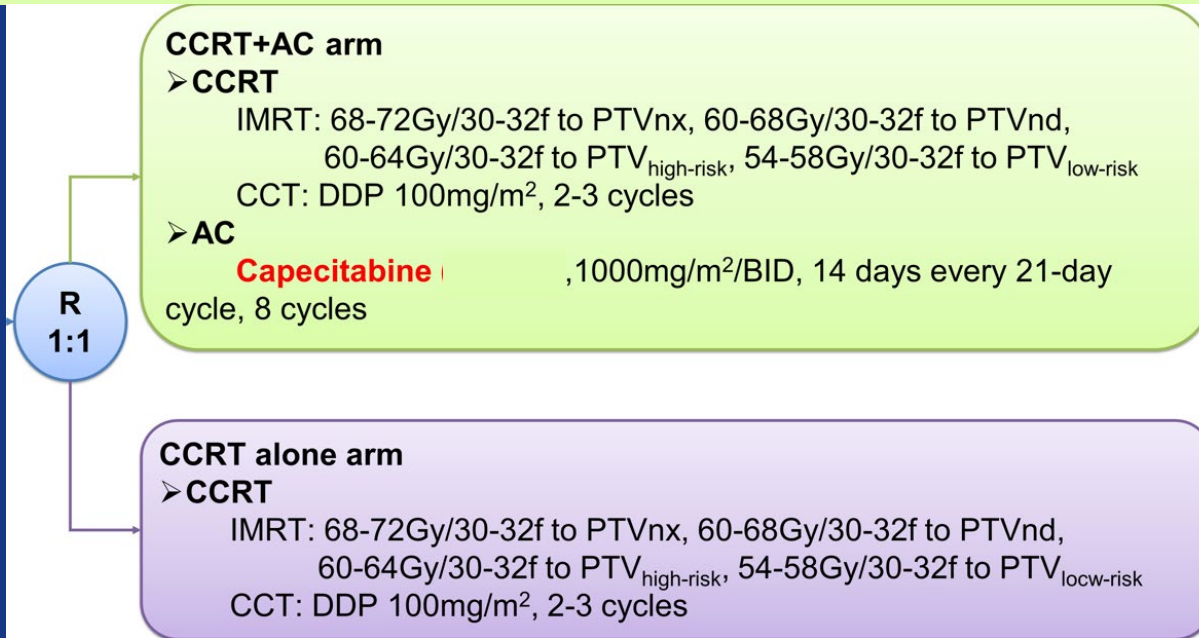 CCRT+AC arm
➢CCRT
IMRT: 68-72Gy/30-32f to PTVnx, 60-68Gy/30-32f to PTVnd,
60-64Gy/30-32f to PTVhigh-risk, 54-58Gy/30-32f to PTVlow-risk
CCT: DDP 100mg/m², 2-3 cycles
➢AC
Capecitabine ( ,1000mg/m²/BID, 14 days every 21-day
cycle, 8 cycles
R
1:1
CCRT alone arm
➢CCRT
IMRT: 68-72Gy/30-32f to PTVnx, 60-68Gy/30-32f to PTVnd,
60-64Gy/30-32f to PTVhigh-risk, 54-58Gy/30-32f to PTVlocw-risk
CCT: DDP 100mg/m², 2-3 cycles